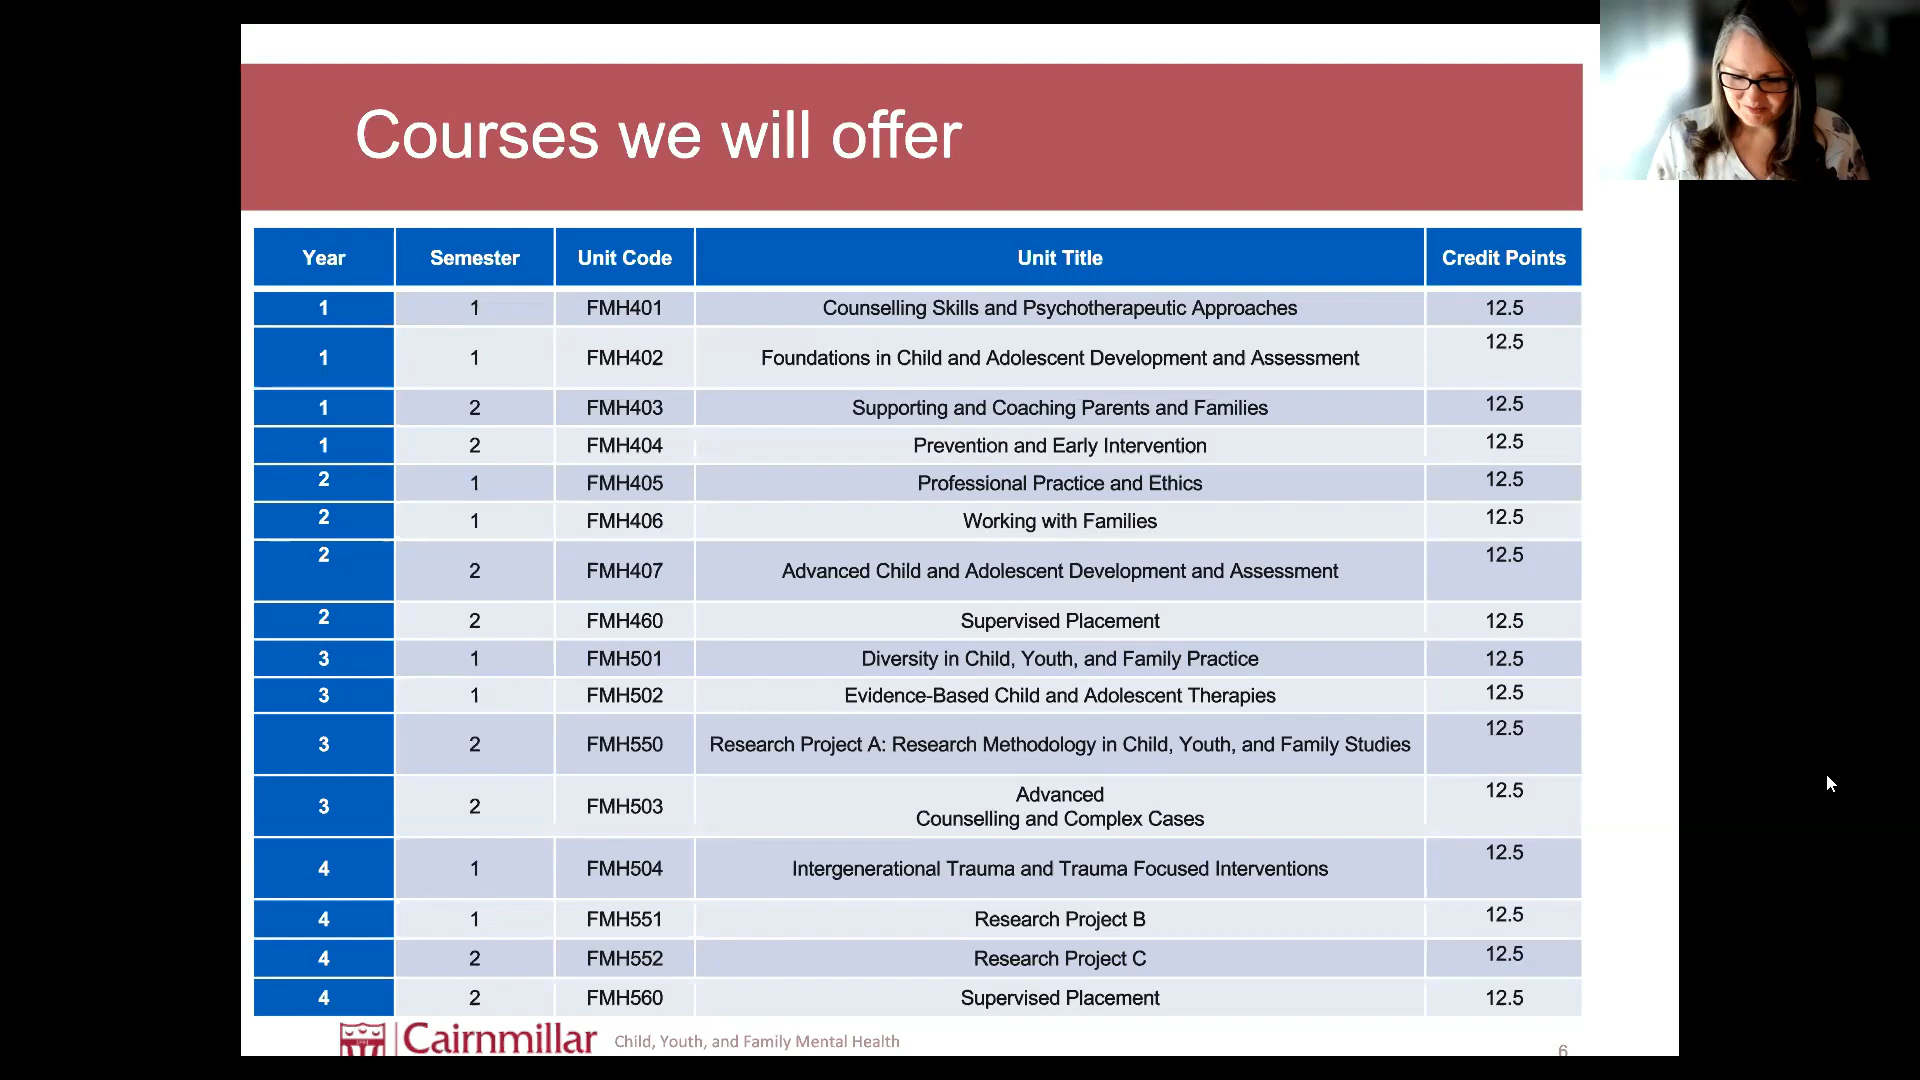 Courses we will offer
Year Semester Unit Code Unit Title Credit Points
1 1 FMH401 Counselling Skills and Psychotherapeutic Approaches 12.5
1 1 FMH402 Foundations in Child and Adolescent Development and Assessment 12.5
1 2 FMH403 Supporting and Coaching Parents and Families 12.5
1 2 FMH404 Prevention and Early Intervention 12.5
2 1 FMH405 Professional Practice and Ethics 12.5
2 1 FMH406 Working with Families 12.5
2 2 FMH407 Advanced Child and Adolescent Development and Assessment 12.5
2 2 FMH460 Supervised Placement 12.5
3 1 FMH501 Diversity in Child, Youth, and Family Practice 12.5
3 1 FMH502 Evidence-Based Child and Adolescent Therapies 12.5
3 2 FMH550 Research Project A: Research Methodology in Child, Youth, and Family Studies 12.5
3 2 FMH503 Advanced
Counselling and Complex Cases 12.5
4 1 FMH504 Intergenerational Trauma and Trauma Focused Interventions 12.5
4 1 FMH551 Research Project B 12.5
4 2 FMH552 Research Project C 12.5
4 2 FMH560 Supervised Placement 12.5
Cairnmillar Child, Youth, and Family Mental Health 6